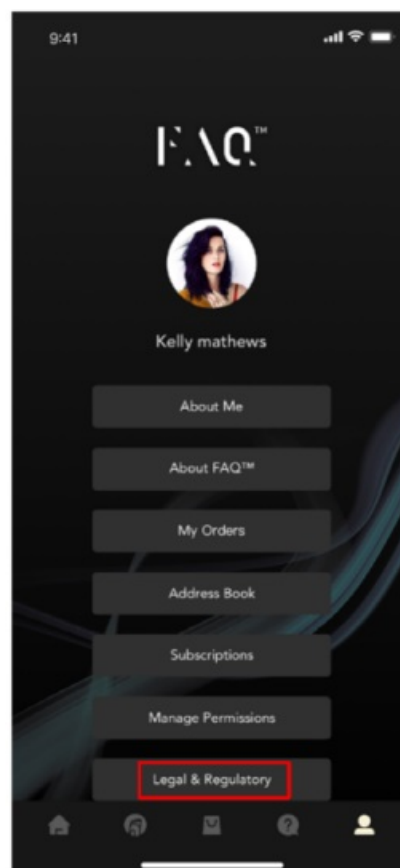 9:41
FAQ™
Kelly mathews
About Me
About FAQ™
My Orders
Address Book
Subscriptions
Manage Permissions
Legal & Regulatory